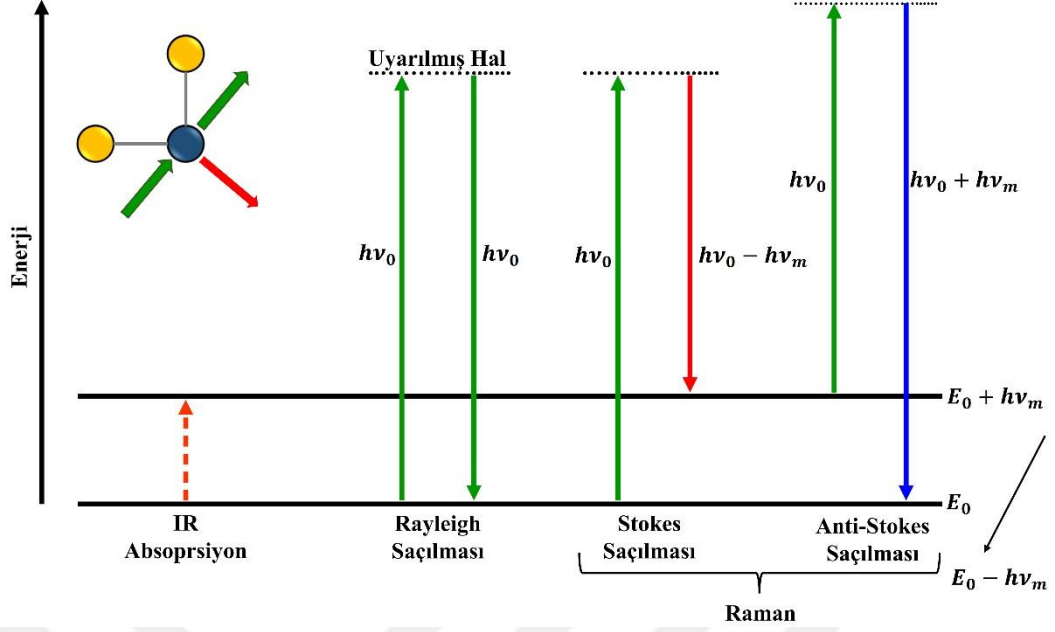 Enerji
Uyarılmış Hal
hν₀
hν₀
hν₀
hν₀ − hνₘ
hν₀
hν₀ + hνₘ
E₀ + hνₘ
E₀
E₀ − hνₘ
IR
Absoprsiyon
Rayleigh
Saçılması
Stokes
Saçılması
Anti-Stokes
Saçılması
Raman